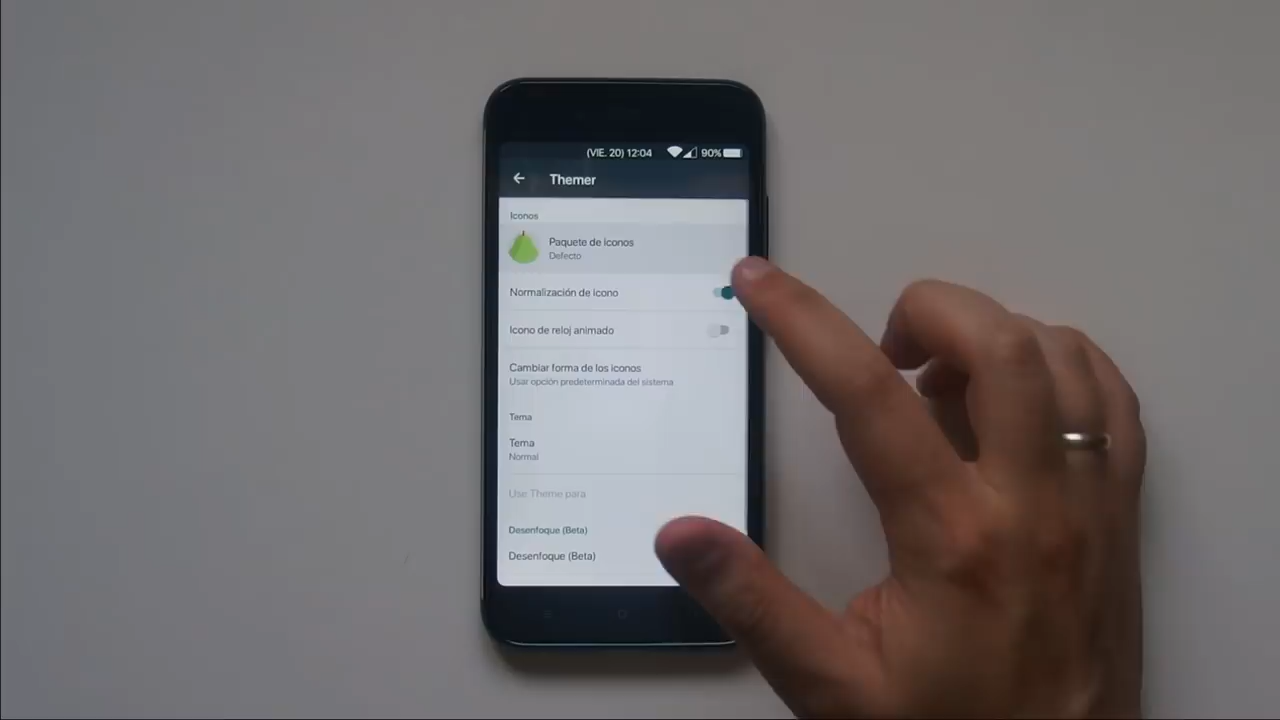 (VIE. 20) 12:04 90%
Themer
Iconos
Paquete de iconos
Defecto
Normalización de icono
Icono de reloj animado
Cambiar forma de los iconos
Usar opción predeterminada del sistema
Tema
Tema
Normal
Use Theme para
Desenfoque (Beta)
Desenfoque (Beta)